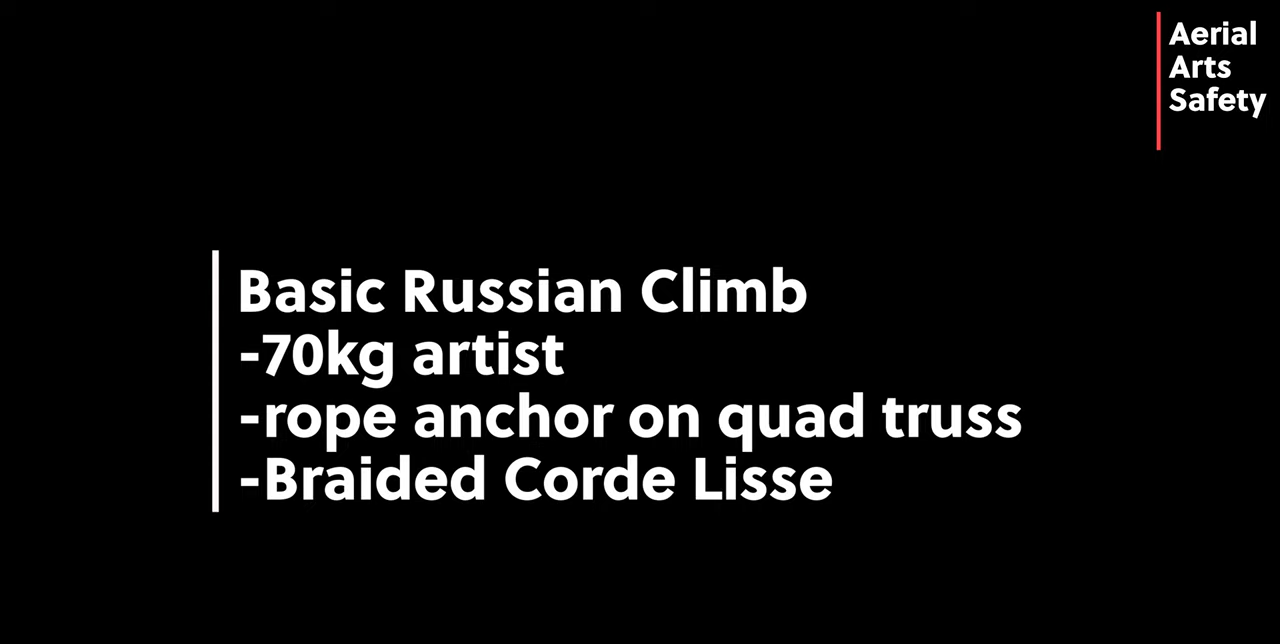 Aerial
Arts
Safety
Basic Russian Climb
-70kg artist
-rope anchor on quad truss
-Braided Corde Lisse